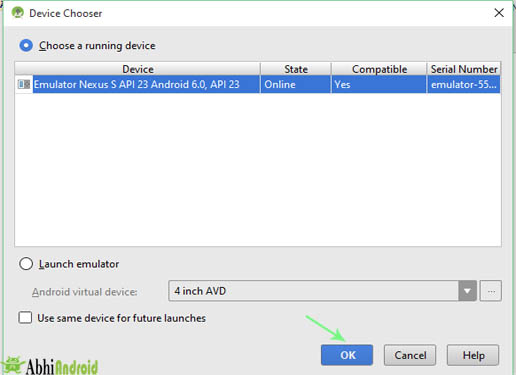 Device Chooser
Choose a running device
Device State Compatible Serial Number
Emulator Nexus S API 23 Android 6.0, API 23 Online Yes emulator-55...
Launch emulator
Android virtual device: 4 inch AVD ...
Use same device for future launches
OK Cancel Help
AbhiAndroid